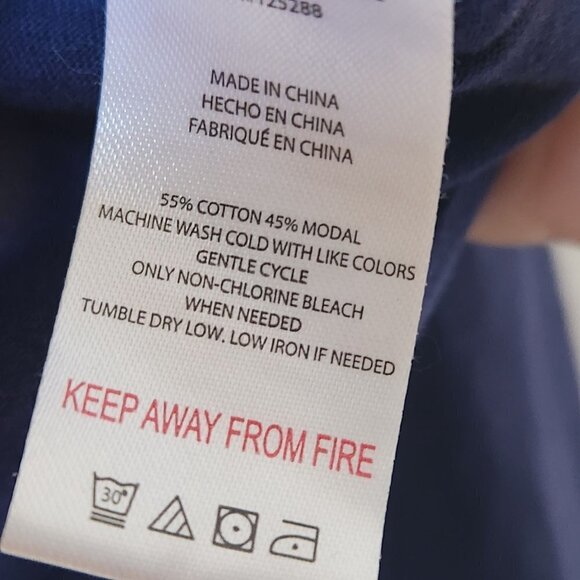 MADE IN CHINA
HECHO EN CHINA
FABRIQUÉ EN CHINA
55% COTTON 45% MODAL
MACHINE WASH COLD WITH LIKE COLORS
GENTLE CYCLE
ONLY NON-CHLORINE BLEACH
WHEN NEEDED
TUMBLE DRY LOW. LOW IRON IF NEEDED
KEEP AWAY FROM FIRE
30°